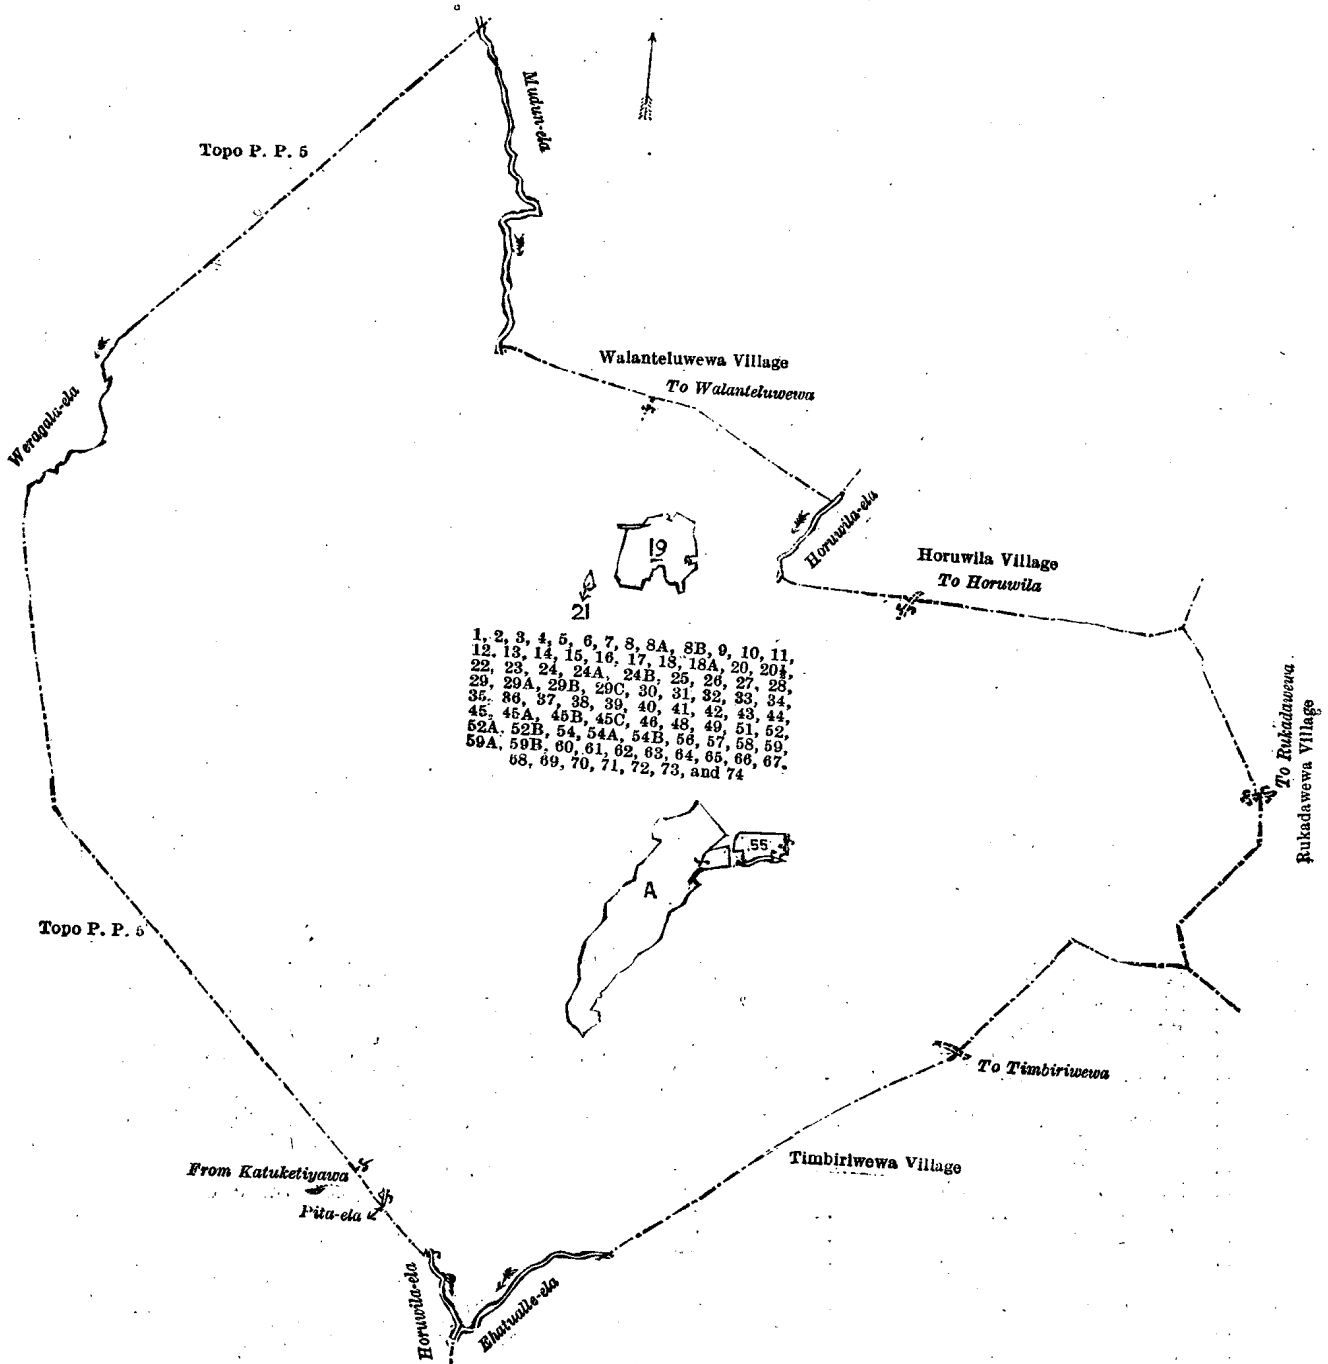 Mudun-ela
Topo P. P. 5
Walanteluwewa Village
To Walanteluwewa
Weragala-ela
Horuwila-ela
19
Horuwila Village
To Horuwila
21
1, 2, 3, 4, 5, 6, 7, 8, 8A, 8B, 9, 10, 11,
12, 13, 14, 15, 16, 17, 18, 18A, 20, 20½,
22, 23, 24, 24A, 24B, 25, 26, 27, 28,
29, 29A, 29B, 29C, 30, 31, 32, 33, 34,
35, 36, 37, 38, 39, 40, 41, 42, 43, 44,
45, 45A, 45B, 45C, 46, 48, 49, 51, 52,
52A, 52B, 54, 54A, 54B, 56, 57, 58, 59,
59A, 59B, 60, 61, 62, 63, 64, 65, 66, 67,
68, 69, 70, 71, 72, 73, and 74
To Rukadawewa
Rukadawewa Village
55
A
Topo P. P. 5
To Timbiriwewa
Timbiriwewa Village
From Katuketiyawa
Pita-ela
Horuwila-ela
Ehatualle-ela